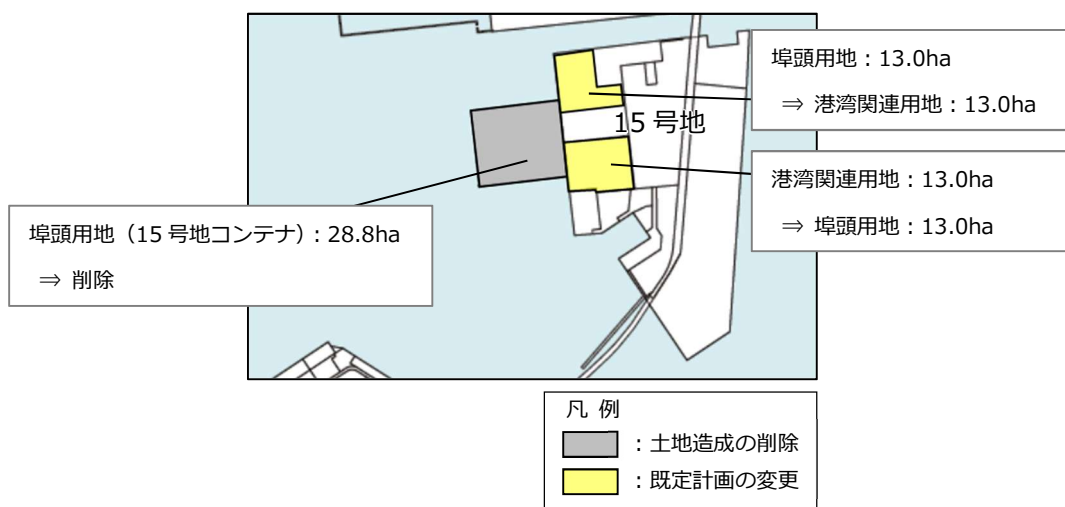 埠頭用地:13.0ha
⇒ 港湾関連用地:13.0ha
15 号地
港湾関連用地:13.0ha
⇒ 埠頭用地:13.0ha
埠頭用地(15 号地コンテナ):28.8ha
⇒ 削除
凡 例
:土地造成の削除
:既定計画の変更